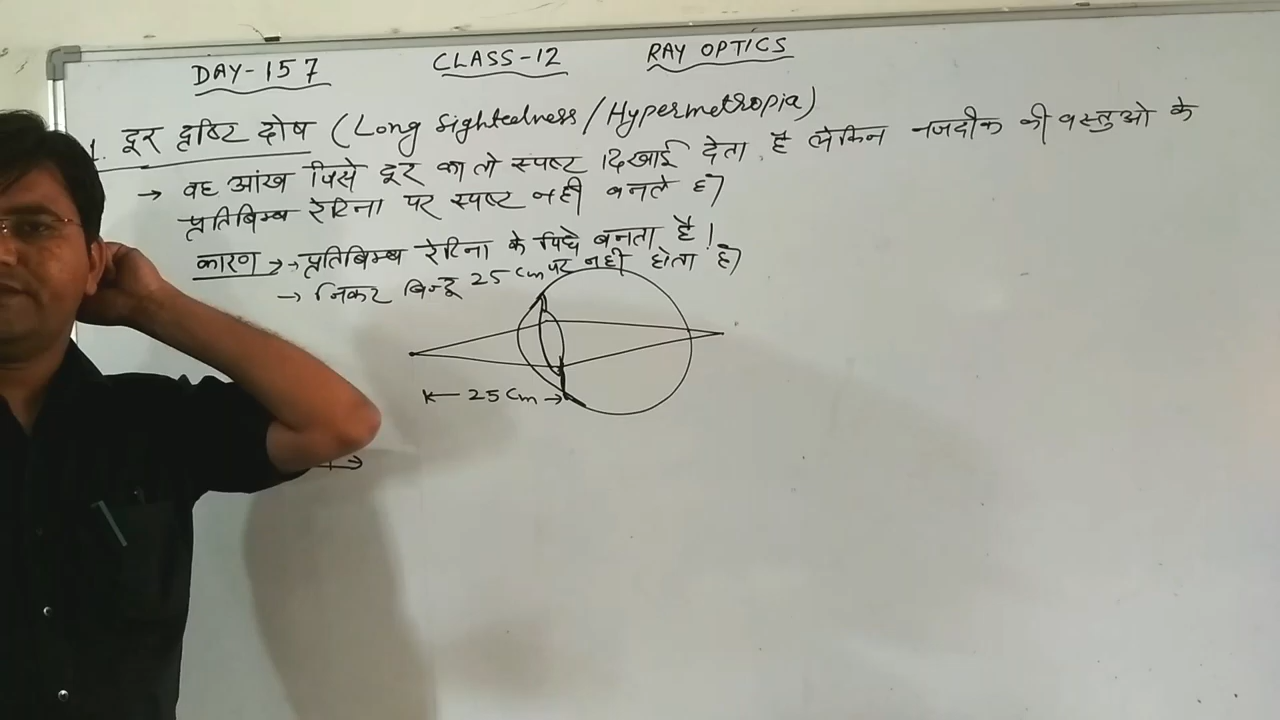 DAY-157 CLASS-12 RAY OPTICS
1. दूर दृष्टि दोष (Long Sightedness/Hypermetropia)
→ वह आंख जिसे दूर का तो स्पष्ट दिखाई देता है लेकिन नजदीक की वस्तुओ के
प्रतिबिम्ब रेटिना पर स्पष्ट नही बनते है
कारण → → प्रतिबिम्ब रेटिना के पिछे बनता है।
→ निकट बिन्दू 25 cm पर नही होता है
← 25 Cm →